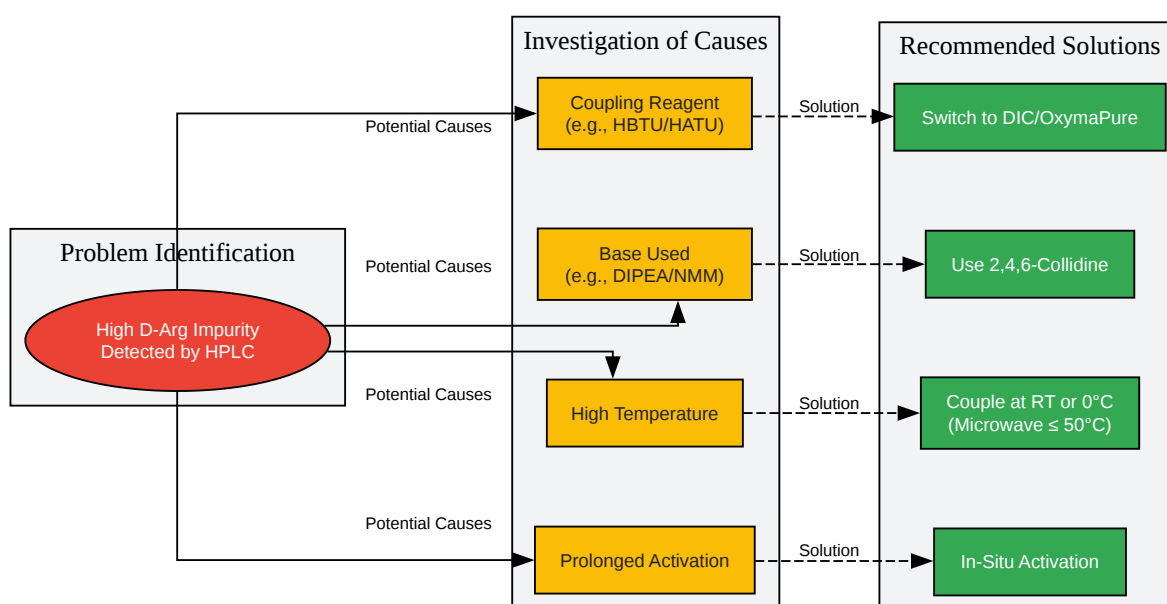 Investigation of Causes
Recommended Solutions
Problem Identification
High D-Arg Impurity
Detected by HPLC
Potential Causes
Coupling Reagent
(e.g., HBTU/HATU)
Solution
Switch to DIC/OxymaPure
Potential Causes
Base Used
(e.g., DIPEA/NMM)
Solution
Use 2,4,6-Collidine
Potential Causes
High Temperature
Solution
Couple at RT or 0°C
(Microwave ≤ 50°C)
Potential Causes
Prolonged Activation
Solution
In-Situ Activation